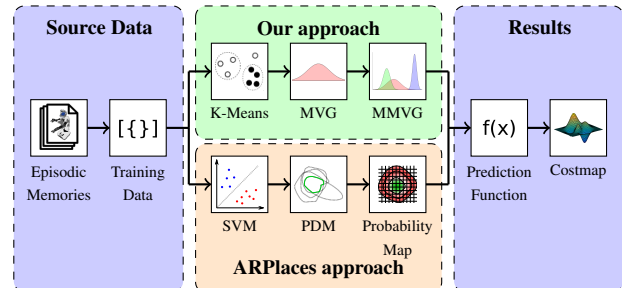 Source Data
Our approach
Results
K-Means
MVG
MMVG
[{}]
f(x)
Episodic
Memories
Training
Data
Prediction
Function
Costmap
SVM
PDM
Probability
Map
ARPlaces approach